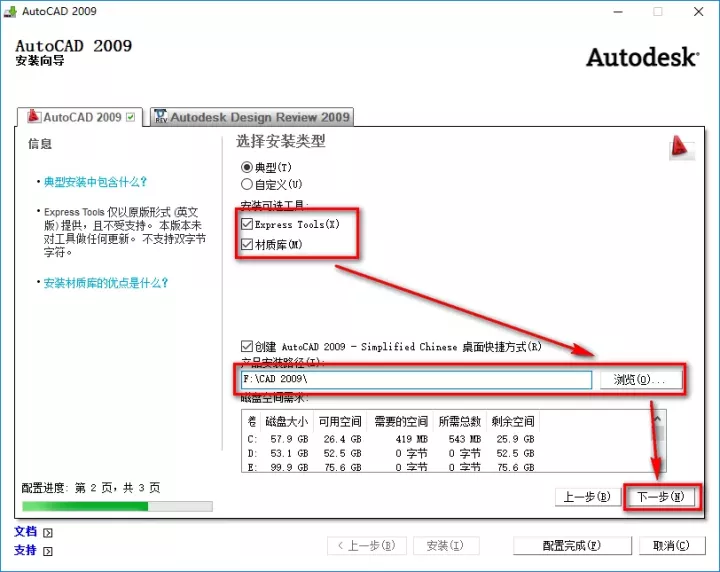 AutoCAD 2009
AutoCAD 2009
安装向导
Autodesk
AutoCAD 2009
REV
Autodesk Design Review 2009
信息
• 典型安装中包含什么?
• Express Tools 仅以原版形式 (英文
版) 提供，且不受支持。本版本未
对工具做任何更新。不支持双字节
字符。
• 安装材质库的优点是什么?
选择安装类型
典型(T)
自定义(U)
安装可选工具:
Express Tools(X)
材质库(M)
创建 AutoCAD 2009 - Simplified Chinese 桌面快捷方式(R)
产品安装路径(I):
F:\CAD 2009\
浏览(O)...
磁盘空间需求:
卷 磁盘大小 可用空间 需要的空间 所需总数 剩余空间
C: 57.9 GB 26.4 GB 419 MB 543 MB 25.9 GB
D: 53.1 GB 52.5 GB 0 字节 0 字节 52.5 GB
E: 99.9 GB 75.6 GB 0 字节 0 字节 75.6 GB
配置进度: 第 2 页，共 3 页
上一步(B)
下一步(N)
文档
支持
< 上一步(B)
安装(I)
配置完成(F)
取消(C)